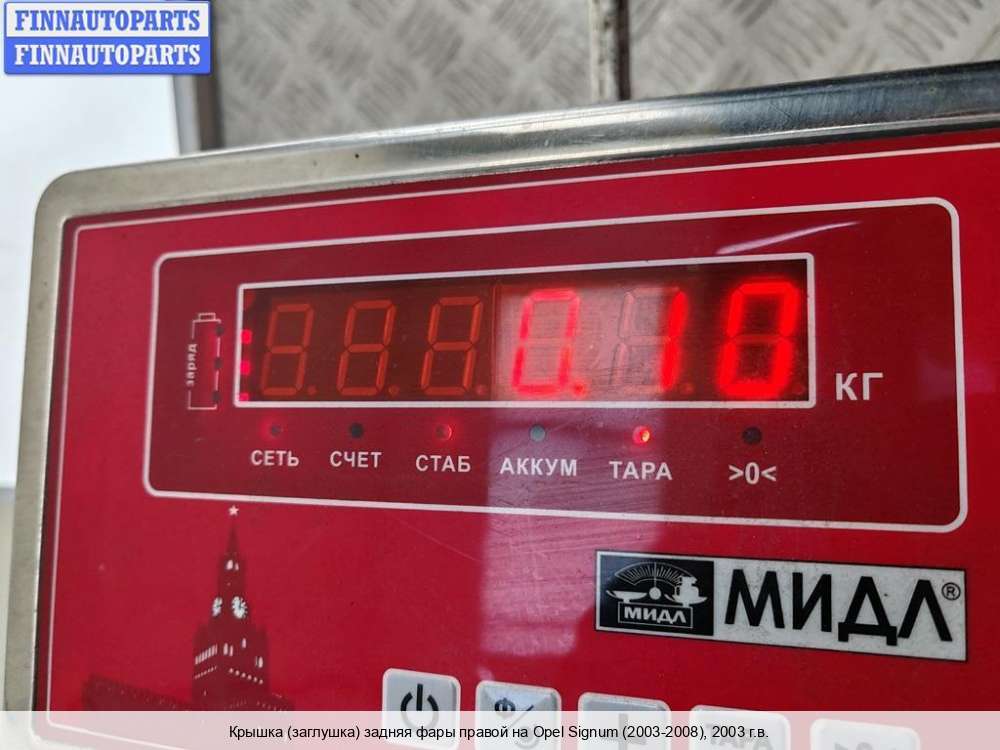 FINNAUTOPARTS
FINNAUTOPARTS
заряд
0.10
КГ
СЕТЬ СЧЕТ СТАБ АККУМ ТАРА >0<
МИДЛ МИДЛ®
ТАРА
Крышка (заглушка) задняя фары правой на Opel Signum (2003-2008), 2003 г.в.